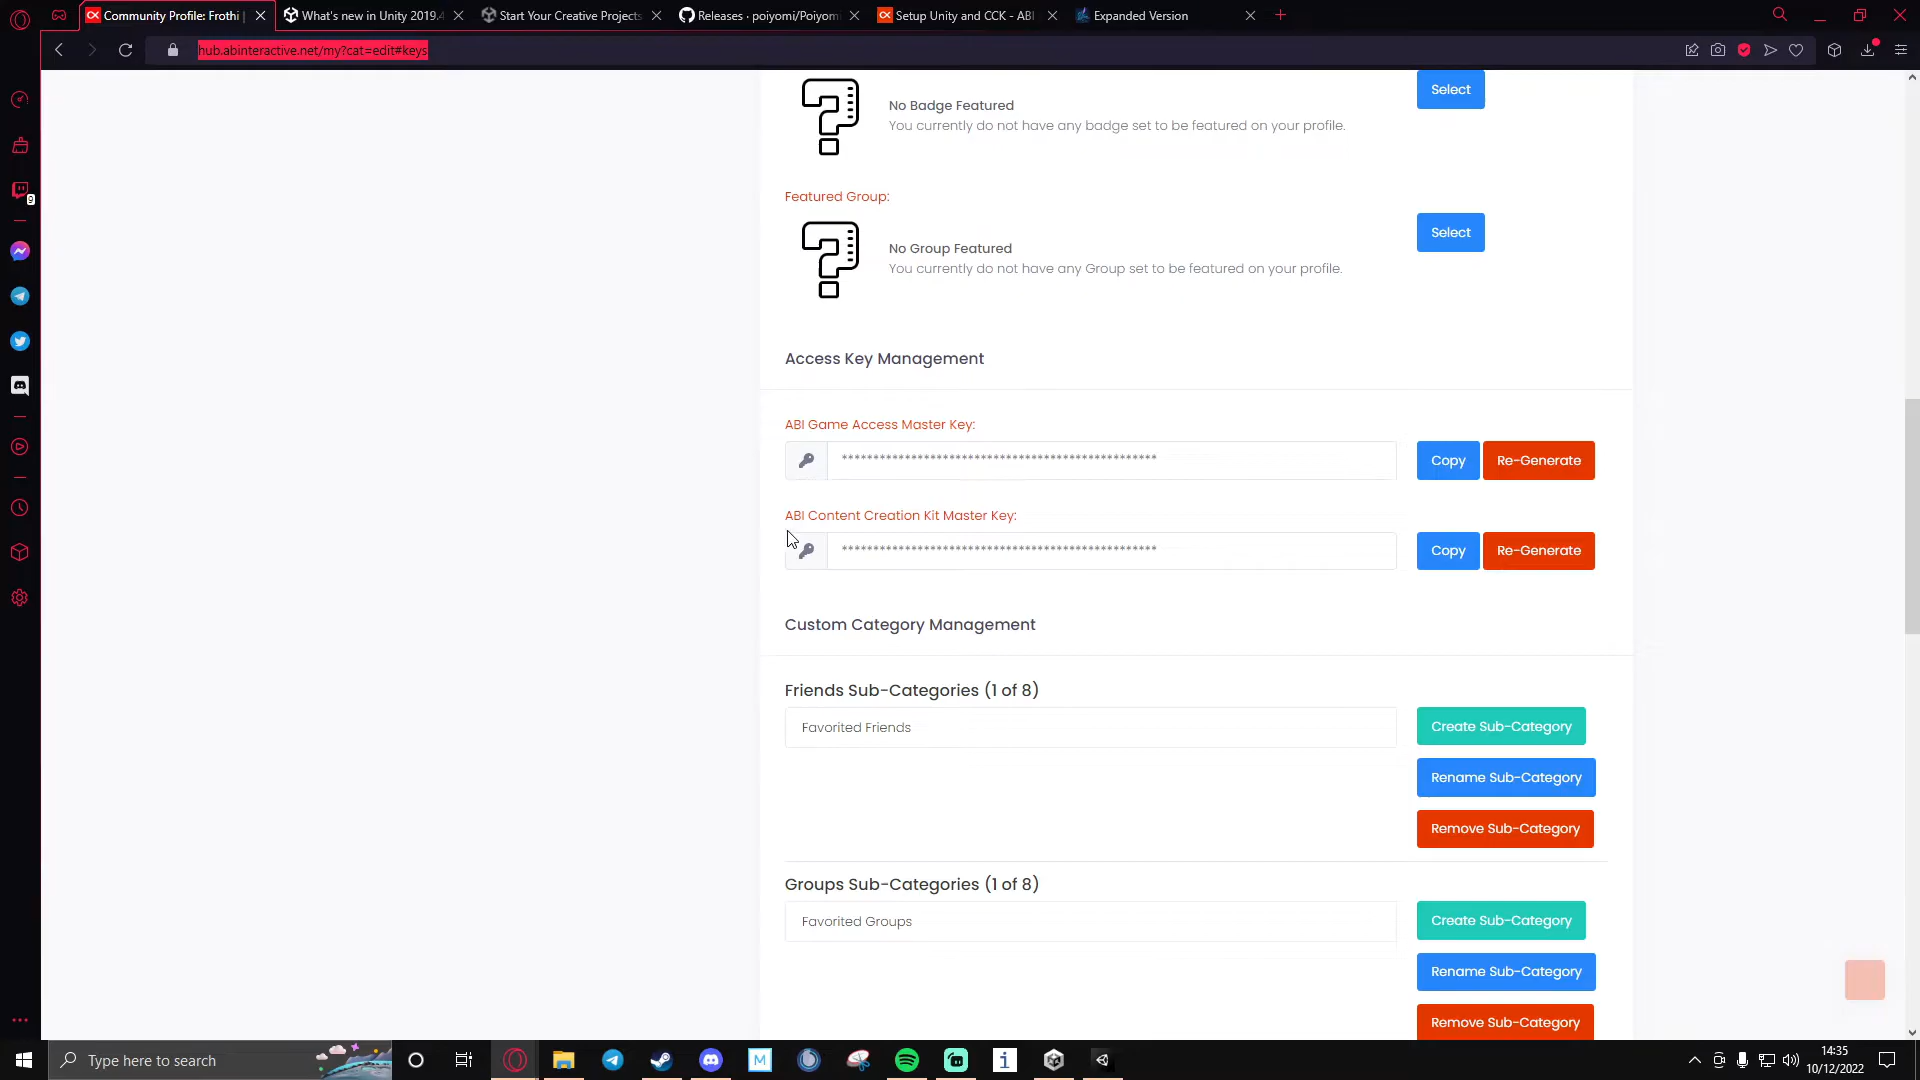 Community Profile: Frothi |
What's new in Unity 2019.4
Start Your Creative Projects
Releases · poiyomi/Poiyomi
Setup Unity and CCK - ABI
Expanded Version
hub.abinteractive.net/my?cat=edit#keys
9
No Badge Featured
You currently do not have any badge set to be featured on your profile.
Select
Featured Group:
No Group Featured
You currently do not have any Group set to be featured on your profile.
Select
Access Key Management
ABI Game Access Master Key:
**************************************************
Copy
Re-Generate
ABI Content Creation Kit Master Key:
**************************************************
Copy
Re-Generate
Custom Category Management
Friends Sub-Categories (1 of 8)
Favorited Friends
Create Sub-Category
Rename Sub-Category
Remove Sub-Category
Groups Sub-Categories (1 of 8)
Favorited Groups
Create Sub-Category
Rename Sub-Category
Remove Sub-Category
Type here to search
M
i
14:35
10/12/2022